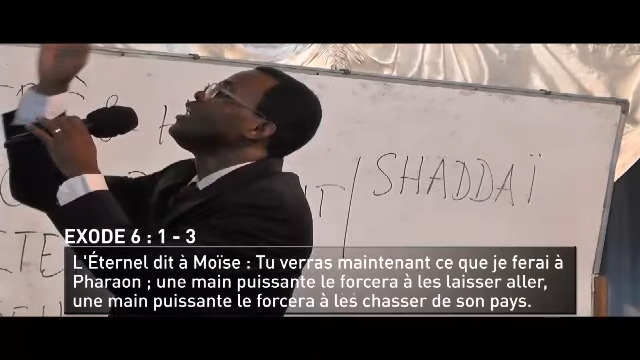 SHADDAÏ
EXODE 6 : 1 - 3
L'Éternel dit à Moïse : Tu verras maintenant ce que je ferai à
Pharaon ; une main puissante le forcera à les laisser aller,
une main puissante le forcera à les chasser de son pays.